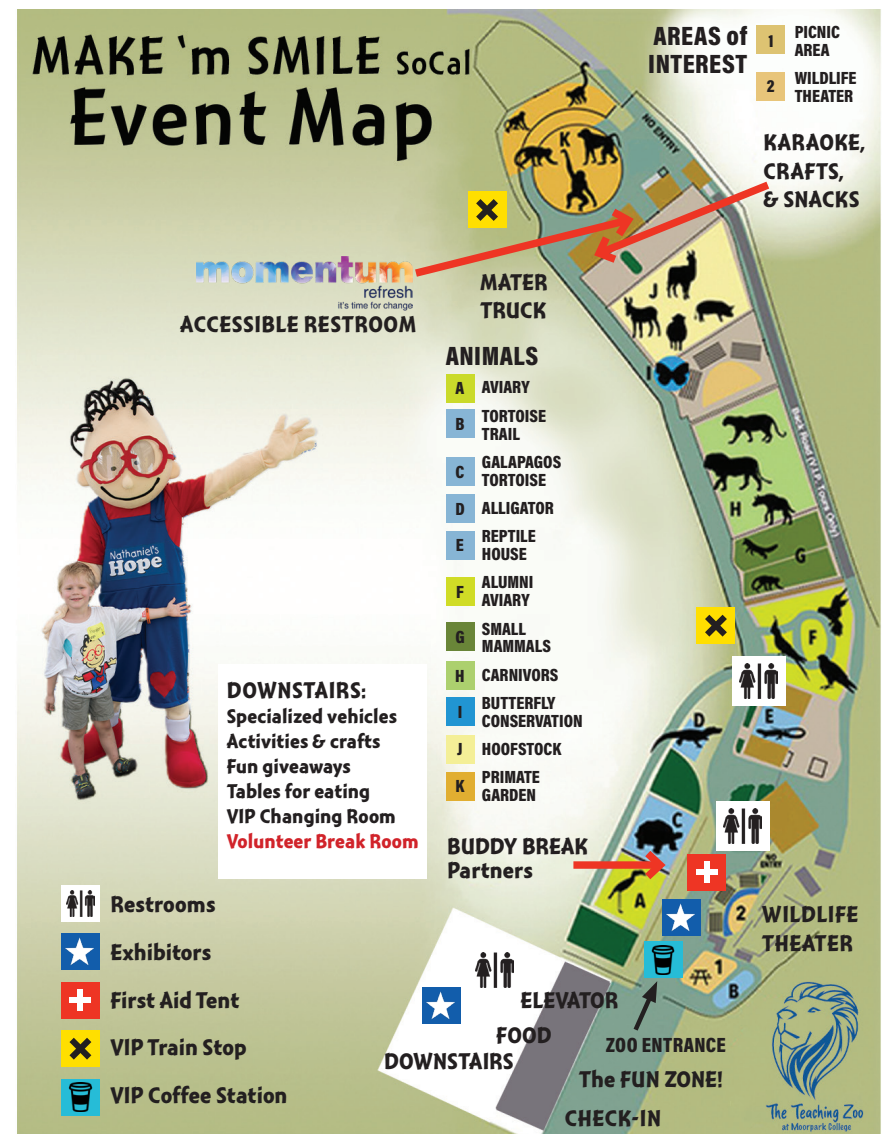 MAKE 'm SMILE SoCal
Event Map
AREAS of
INTEREST
1 PICNIC
AREA
2 WILDLIFE
THEATER
KARAOKE,
CRAFTS,
& SNACKS
NO ENTRY
K
momentum
refresh
it's time for change
ACCESSIBLE RESTROOM
MATER
TRUCK
J
I
Back Road (V.I.P. Tours Only)
H
G
F
E
D
C
A
ANIMALS
A AVIARY
B TORTOISE
TRAIL
C GALAPAGOS
TORTOISE
D ALLIGATOR
E REPTILE
HOUSE
F ALUMNI
AVIARY
G SMALL
MAMMALS
H CARNIVORS
I BUTTERFLY
CONSERVATION
J HOOFSTOCK
K PRIMATE
GARDEN
Nathaniel's
Hope
DOWNSTAIRS:
Specialized vehicles
Activities & crafts
Fun giveaways
Tables for eating
VIP Changing Room
Volunteer Break Room
BUDDY BREAK
Partners
NO
ENTRY
2 WILDLIFE
THEATER
1
B
Restrooms
Exhibitors
First Aid Tent
VIP Train Stop
VIP Coffee Station
ELEVATOR
FOOD
DOWNSTAIRS
ZOO ENTRANCE
The FUN ZONE!
CHECK-IN
The Teaching Zoo
at Moorpark College